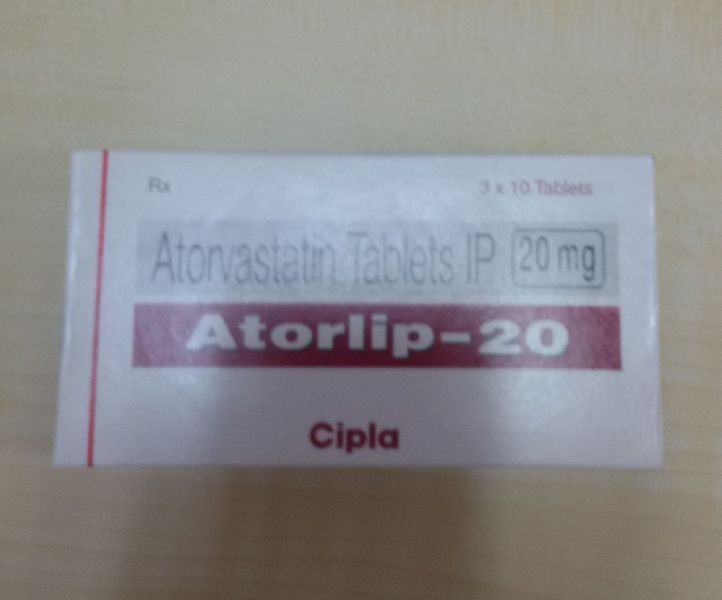 Rx
3 x 10 Tablets
Atorvastatin Tablets IP 20 mg
Atorlip-20
Cipla